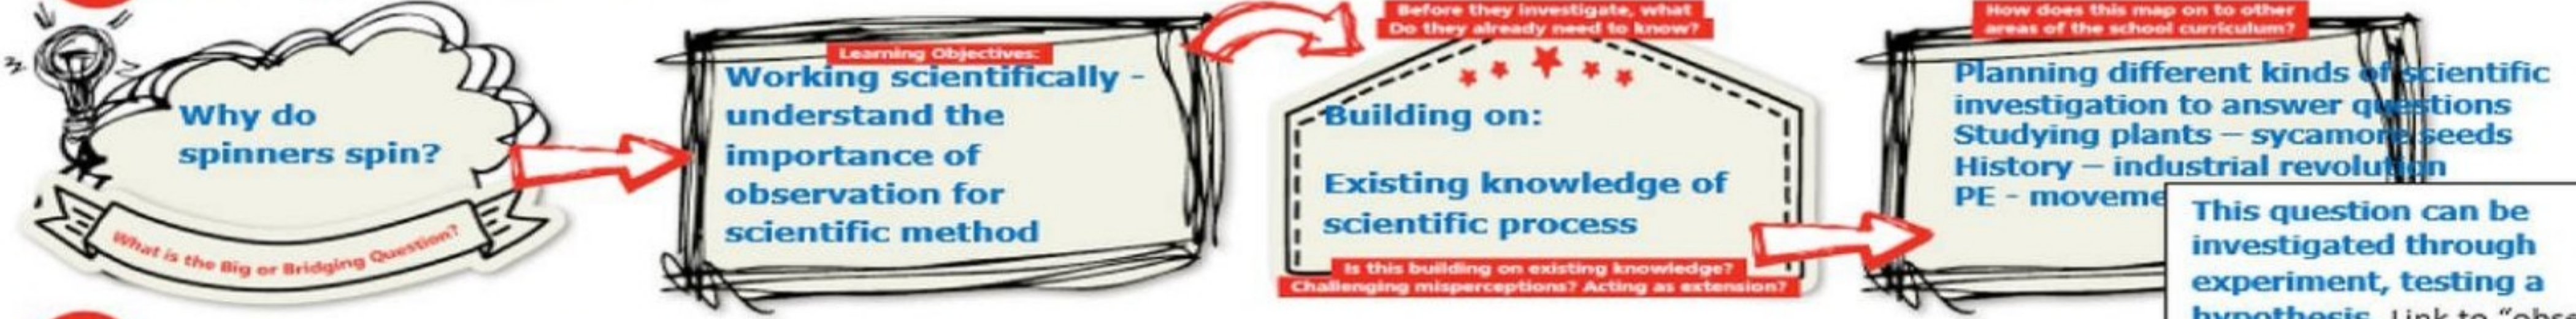 Why do
spinners spin?
What is the Big or Bridging Question?
Learning Objectives:
Working scientifically -
understand the
importance of
observation for
scientific method
Before they investigate, what
Do they already need to know?
Building on:
Existing knowledge of
scientific process
Is this building on existing knowledge?
Challenging misperceptions? Acting as extension?
How does this map on to other
areas of the school curriculum?
Planning different kinds of scientific
investigation to answer questions
Studying plants – sycamore seeds
History – industrial revolution
PE - moveme
This question can be
investigated through
experiment, testing a
hypothesis. Link to "obse